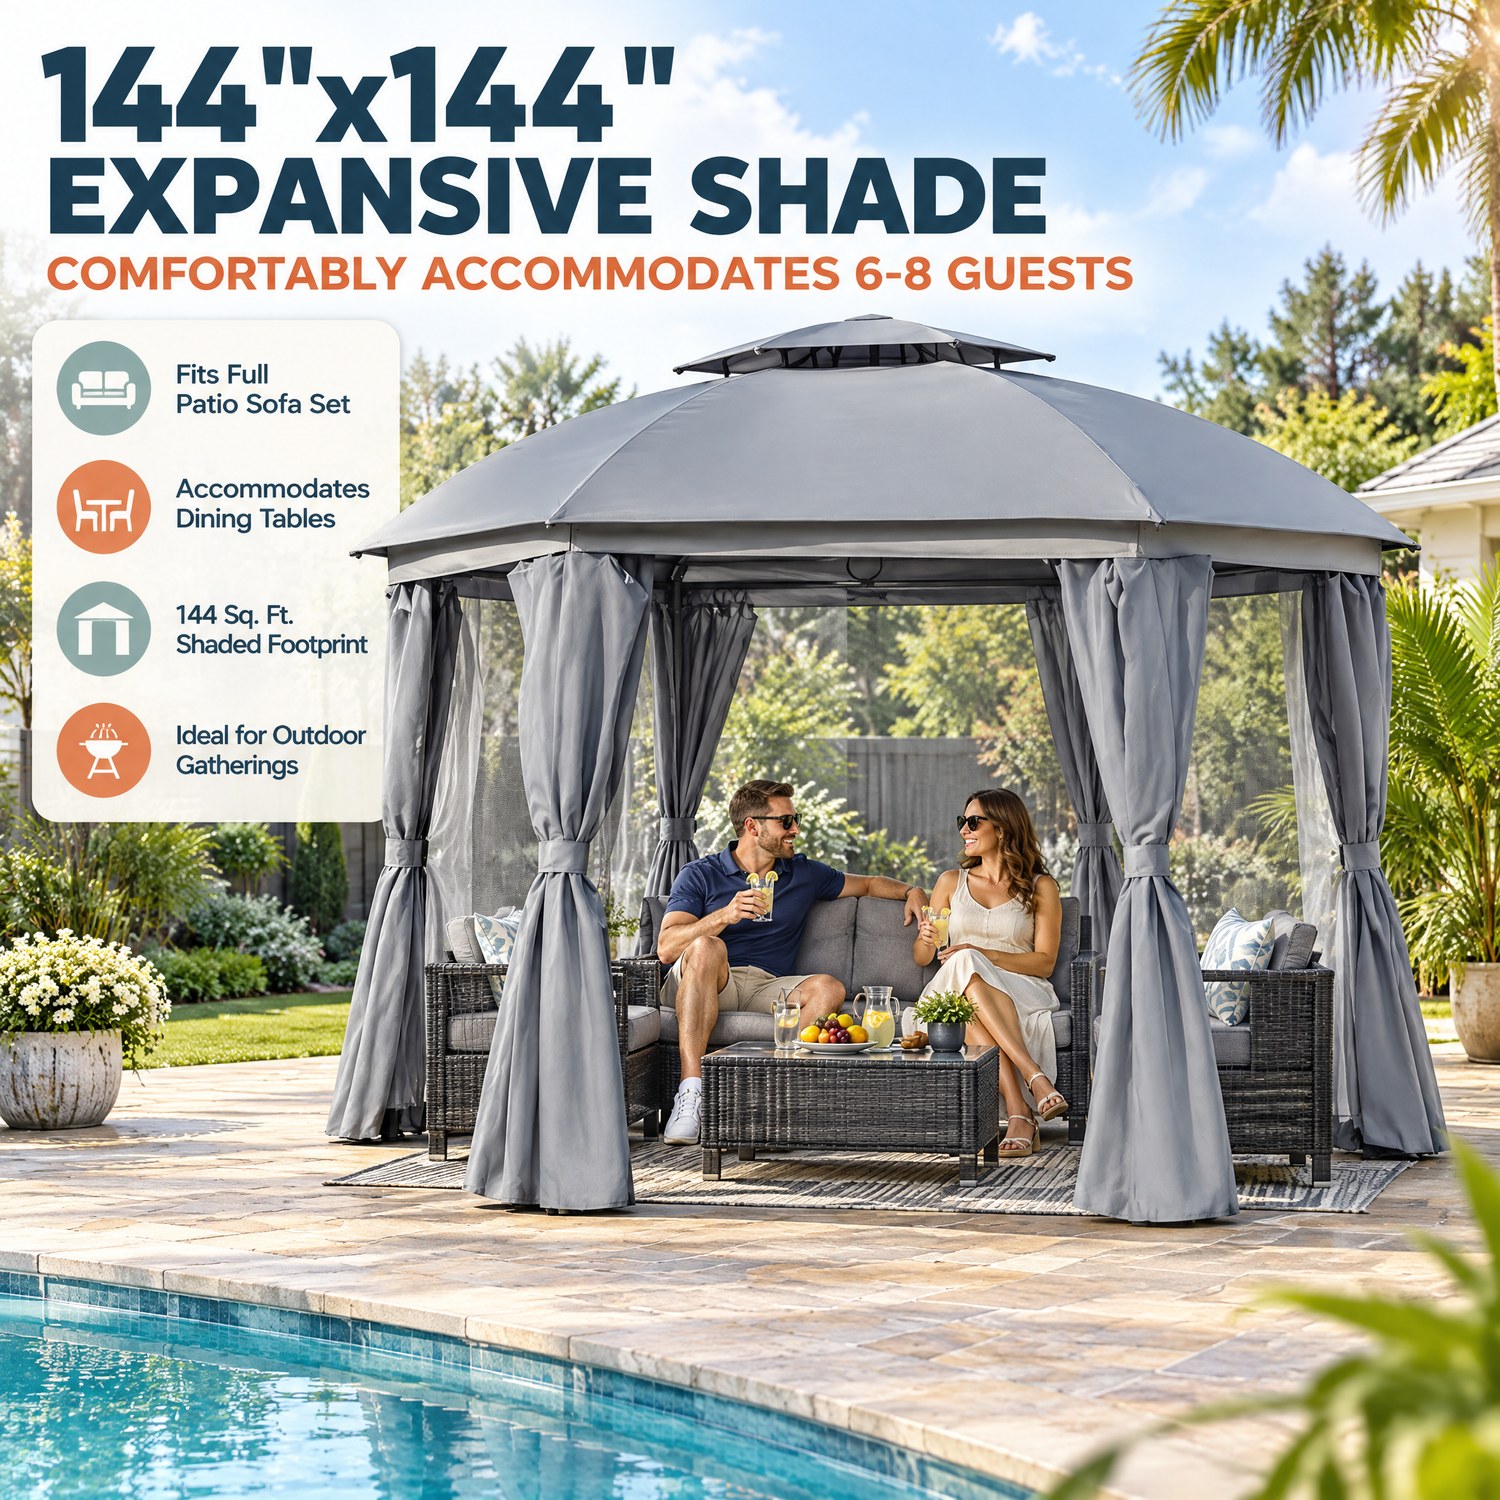 144"x144"
EXPANSIVE SHADE
COMFORTABLY ACCOMMODATES 6-8 GUESTS
Fits Full
Patio Sofa Set
Accommodates
Dining Tables
144 Sq. Ft.
Shaded Footprint
Ideal for Outdoor
Gatherings